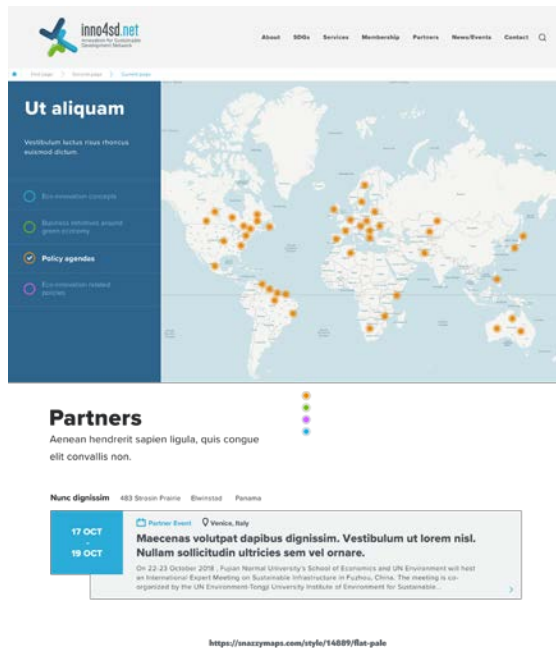 inno4sd.net
Innovation for Sustainable
Development Network
About SDGs Services Membership Partners News/Events Contact
First page Second page Current page
Ut aliquam
Vestibulum luctus risus rhoncus
euismod dictum.
Eco-innovation concepts
Business initiatives around
green economy
Policy agendas
Eco-innovation related
policies
Partners
Aenean hendrerit sapien ligula, quis congue
elit convallis non.
Nunc dignissim 483 Strosin Prairie Elwinstad Panama
17 OCT
-
19 OCT
Partner Event Venice, Italy
Maecenas volutpat dapibus dignissim. Vestibulum ut lorem nisl.
Nullam sollicitudin ultricies sem vel ornare.
On 22-23 October 2018 , Fujian Normal University's School of Economics and UN Environment will host
an International Expert Meeting on Sustainable Infrastructure in Fuzhou, China. The meeting is co-
organized by the UN Environment-Tongji University Institute of Environment for Sustainable...
https://snazzymaps.com/style/14889/flat-pale